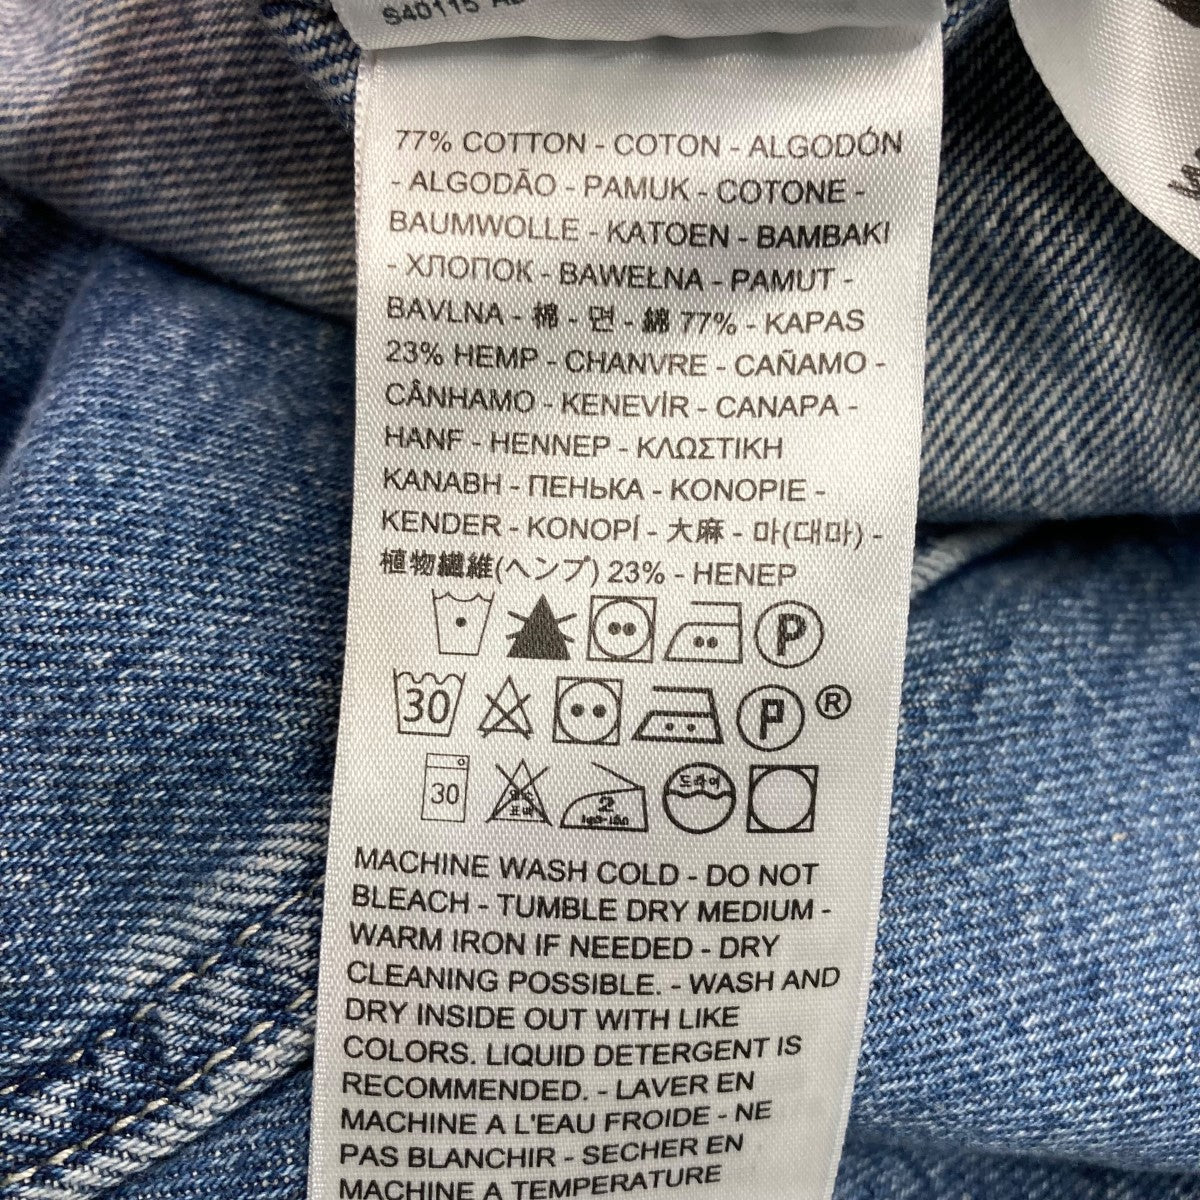 S40115
77% COTTON - COTON - ALGODÓN
- ALGODÃO - PAMUK - COTONE -
BAUMWOLLE - KATOEN - BAMBAKI
- ХЛОПОК - BAWEŁNA - PAMUT -
BAVLNA - 棉 - 면 - 綿 77% - KAPAS
23% HEMP - CHANVRE - CAÑAMO -
CÂNHAMO - KENEVİR - CANAPA -
HANF - HENNEP - ΚΛΩΣΤΙΚΗ
ΚΑΝΑΒΗ - ПЕНЬКА - KONOPIE -
KENDER - KONOPÍ - 大麻 - 마(대마) -
植物繊維(ヘンプ) 23% - HENEP
P
30 P ®
30 2 드라이
MACHINE WASH COLD - DO NOT
BLEACH - TUMBLE DRY MEDIUM -
WARM IRON IF NEEDED - DRY
CLEANING POSSIBLE. - WASH AND
DRY INSIDE OUT WITH LIKE
COLORS. LIQUID DETERGENT IS
RECOMMENDED. - LAVER EN
MACHINE A L'EAU FROIDE - NE
PAS BLANCHIR - SECHER EN
MACHINE A TEMPERATURE